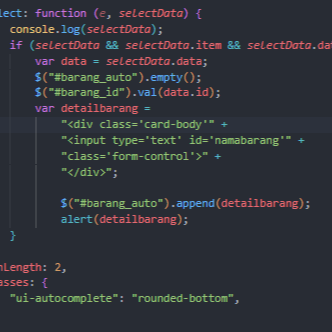 lect: function (e, selectData) {
console.log(selectData);
if (selectData && selectData.item && selectData.dat
var data = selectData.data;
$("#barang_auto").empty();
$("#barang_id").val(data.id);
var detailbarang =
"<div class='card-body'" +
"<input type='text' id='namabarang'" +
"class='form-control'>" +
"</div>";
$("#barang_auto").append(detailbarang);
alert(detailbarang);
}
nLength: 2,
asses: {
"ui-autocomplete": "rounded-bottom",